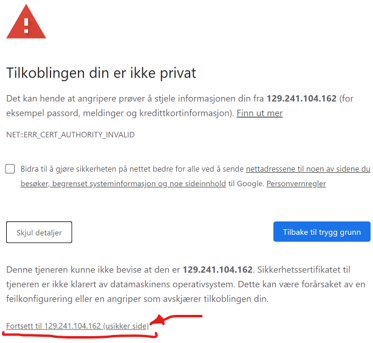 Tilkoblingen din er ikke privat
Det kan hende at angripere prøver å stjele informasjonen din fra 129.241.104.162 (for
eksempel passord, meldinger og kredittkortinformasjon). Finn ut mer
NET::ERR_CERT_AUTHORITY_INVALID
Bidra til å gjøre sikkerheten på nettet bedre for alle ved å sende nettadressene til noen av sidene du
besøker, begrenset systeminformasjon og noe sideinnhold til Google. Personvernregler
Skjul detaljer
Tilbake til trygg grunn
Denne tjeneren kunne ikke bevise at den er 129.241.104.162. Sikkerhetssertifikatet til
tjeneren er ikke klarert av datamaskinens operativsystem. Dette kan være forårsaket av en
feilkonfigurering eller en angriper som avskjærer tilkoblingen din.
Fortsett til 129.241.104.162 (usikker side)